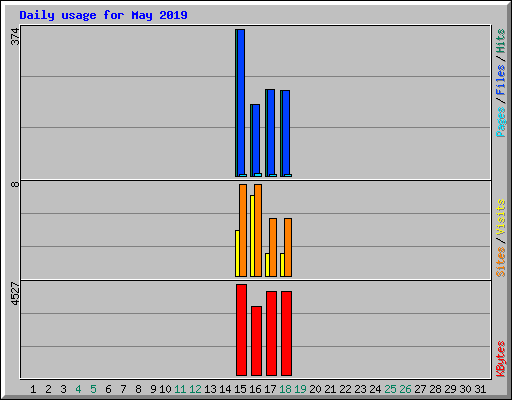 Daily usage for May 2019
374
8
4527
Pages/Files/Hits
Sites/Visits
KBytes
1 2 3 4 5 6 7 8 9 10 11 12 13 14 15 16 17 18 19 20 21 22 23 24 25 26 27 28 29 30 31